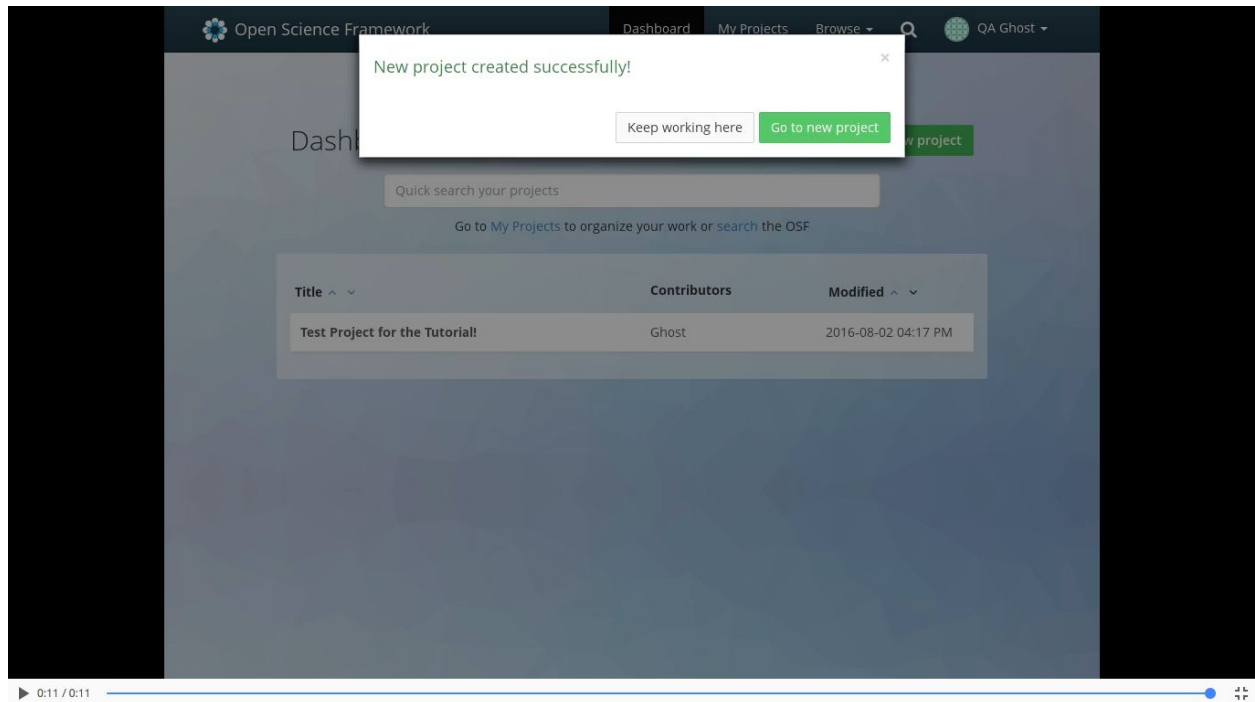 Open Science Framework Dashboard My Projects Browse QA Ghost
New project created successfully! ×
Keep working here Go to new project
Dashb w project
Quick search your projects
Go to My Projects to organize your work or search the OSF
Title Contributors Modified
Test Project for the Tutorial! Ghost 2016-08-02 04:17 PM
0:11 / 0:11